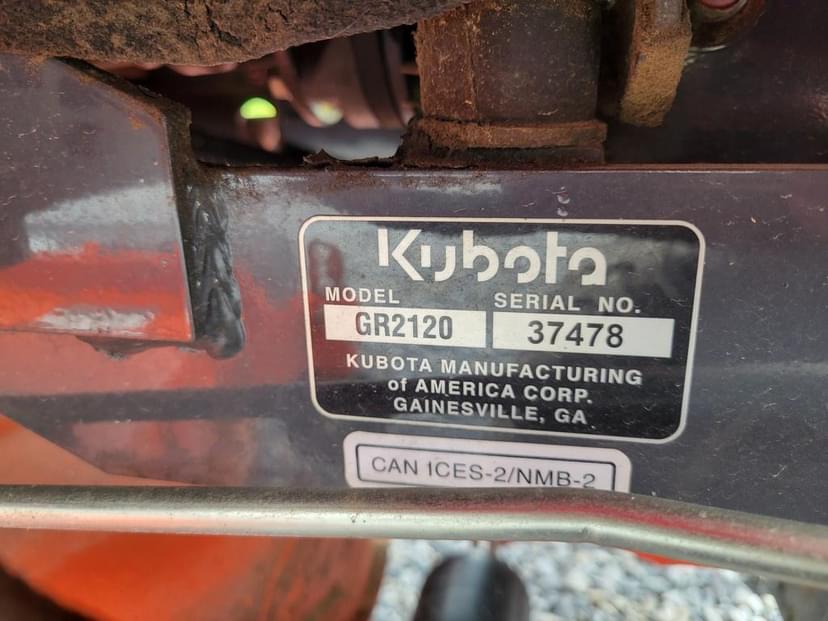 Kubota
MODEL SERIAL NO.
GR2120 37478
KUBOTA MANUFACTURING
of AMERICA CORP.
GAINESVILLE, GA
CAN ICES-2/NMB-2